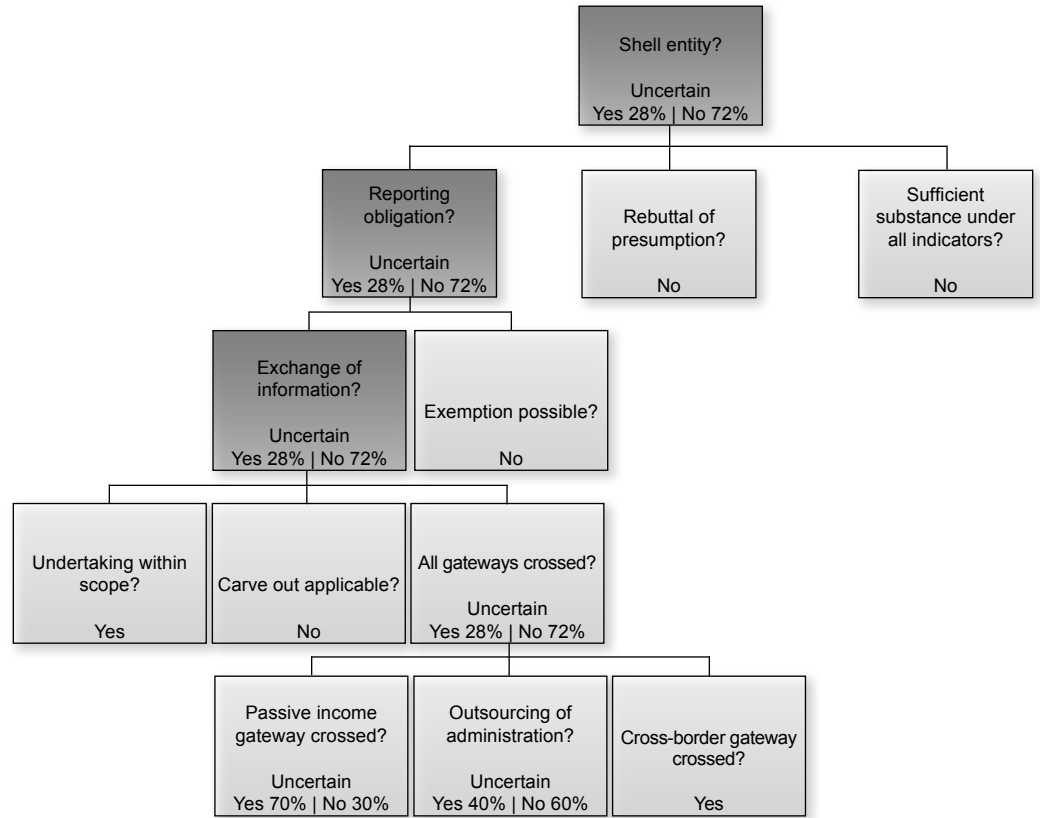 Shell entity?
Uncertain
Yes 28% | No 72%
Reporting
obligation?
Uncertain
Yes 28% | No 72%
Rebuttal of
presumption?
No
Sufficient
substance under
all indicators?
No
Exchange of
information?
Uncertain
Yes 28% | No 72%
Exemption possible?
No
Undertaking within
scope?
Yes
Carve out applicable?
No
All gateways crossed?
Uncertain
Yes 28% | No 72%
Passive income
gateway crossed?
Uncertain
Yes 70% | No 30%
Outsourcing of
administration?
Uncertain
Yes 40% | No 60%
Cross-border gateway
crossed?
Yes